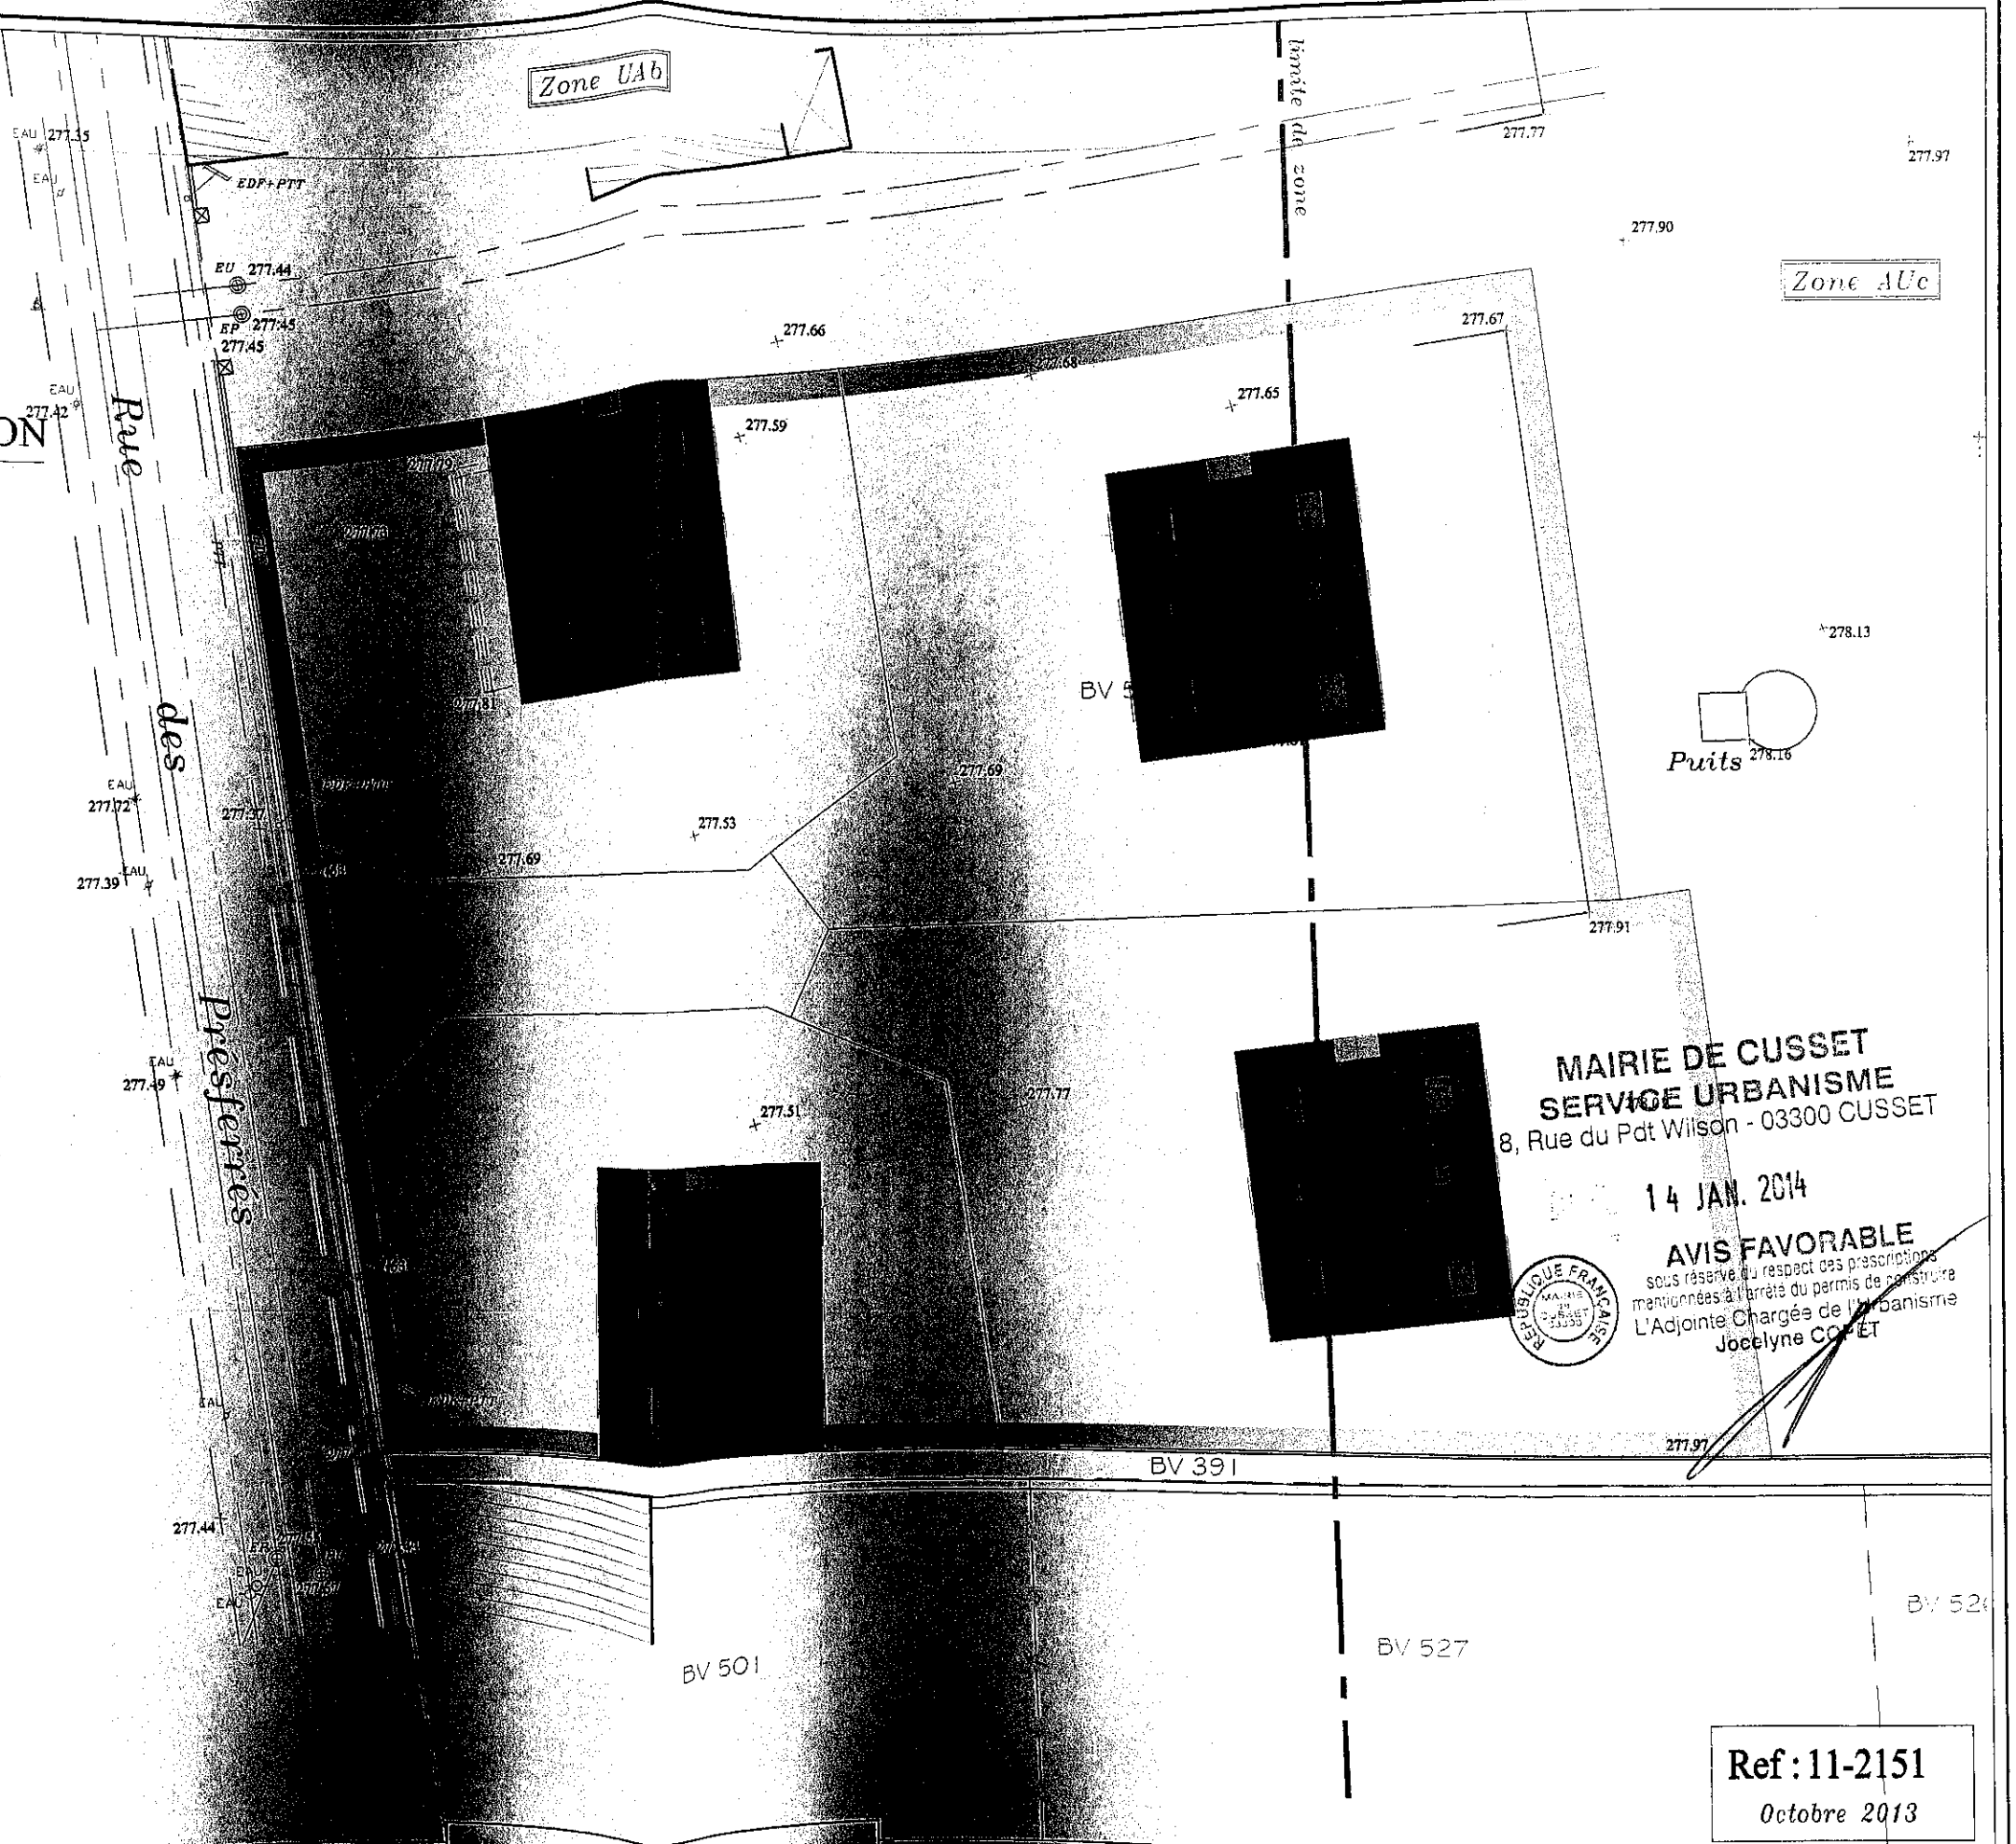 Zone UAb
limite de zone
EAU 277.35
EAU
EDF+PTT
277.77
277.97
277.90
EU 277.44
Zone AUc
EP 277.45
277.45
277.66
277.67
277.68
277.65
EAU
277.42
ON
277.59
Rue des Présferrés
277.81
278.13
Puits 278.16
277.69
EAU
277.72
277.37
277.53
277.69
277.39 EAU
277.91
MAIRIE DE CUSSET
SERVICE URBANISME
8, Rue du Pdt Wilson - 03300 CUSSET
EAU
277.49
277.77
277.51
14 JAN. 2014
AVIS FAVORABLE
sous réserve du respect des prescriptions
mentionnées à l'arrêté du permis de construire
L'Adjointe Chargée de l'Urbanisme
Jocelyne COPET
RÉPUBLIQUE FRANÇAISE
EAU
277.97
BV 391
277.44
EAU
BV 501
BV 527
Ref : 11-2151
Octobre 2013